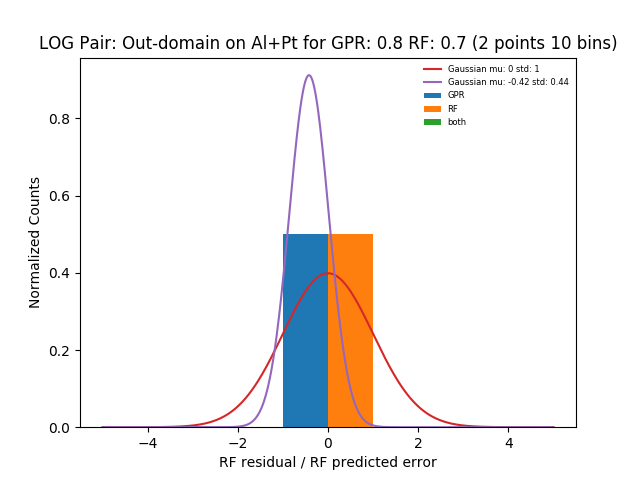 LOG Pair: Out-domain on Al+Pt for GPR: 0.8 RF: 0.7 (2 points 10 bins)
Gaussian mu: 0 std: 1
Gaussian mu: -0.42 std: 0.44
GPR
RF
both
Normalized Counts
0.8
0.6
0.4
0.2
0.0
−4 −2 0 2 4
RF residual / RF predicted error